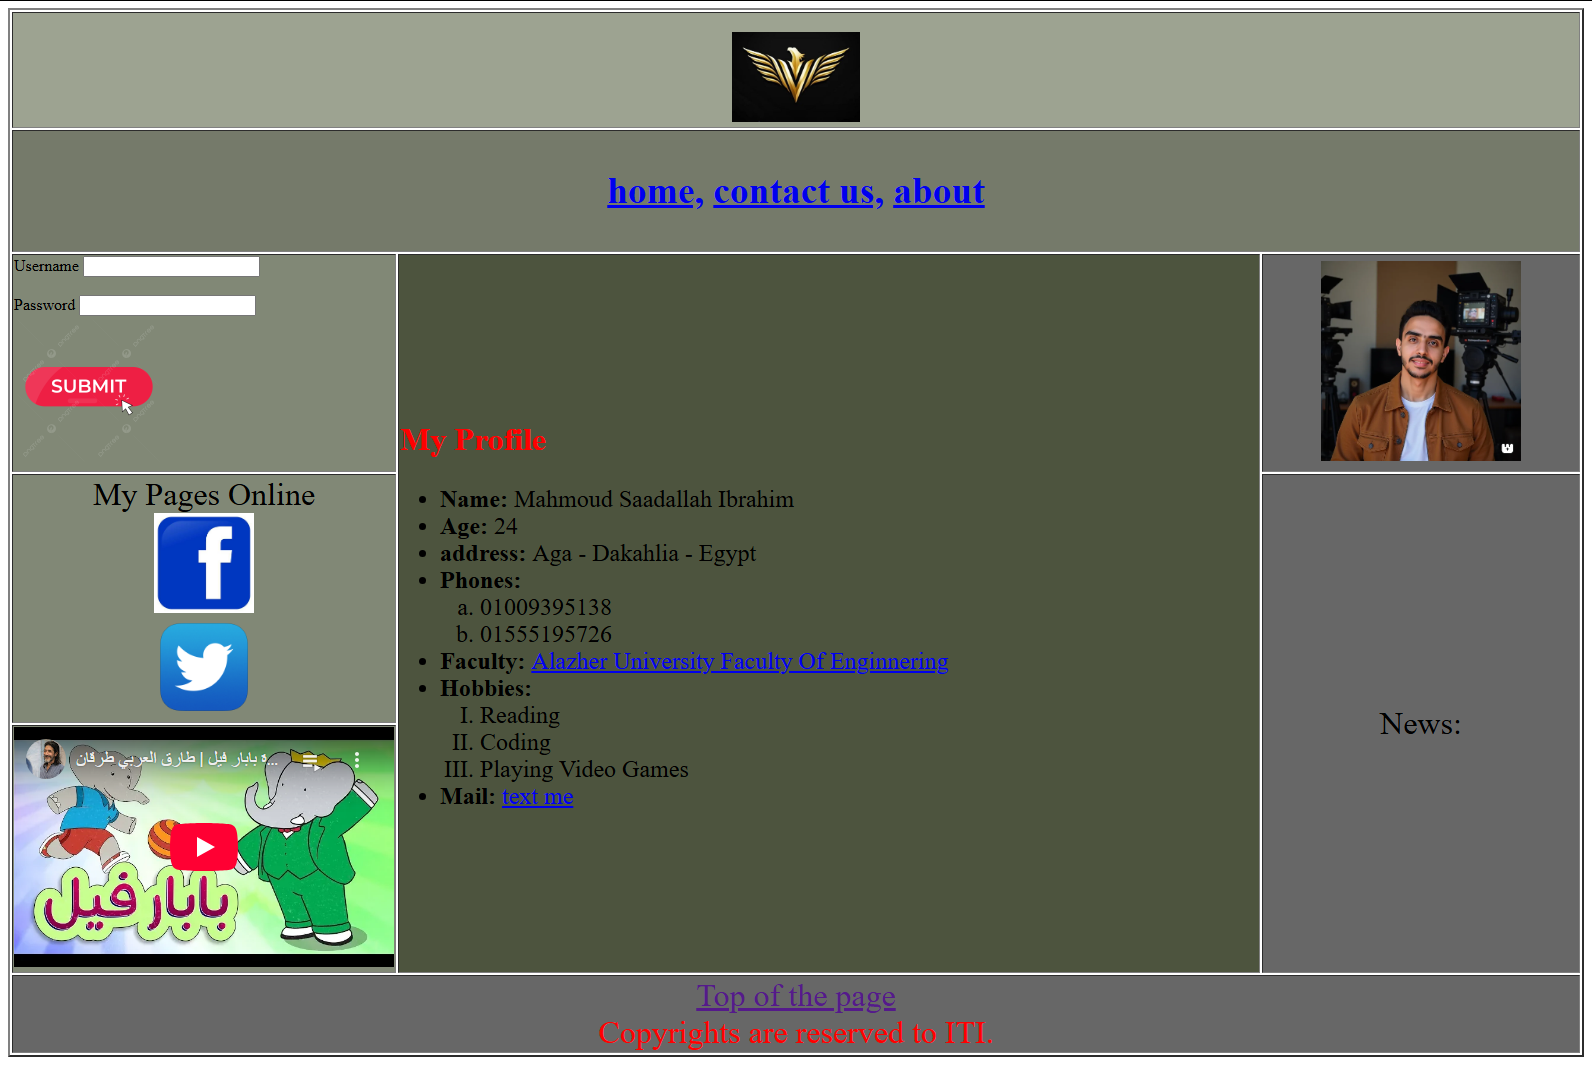 home, contact us, about
Username
Password
SUBMIT
My Pages Online
f
ة بابار فيل | طارق العربي طرقان...
بابار فيل
My Profile
• Name: Mahmoud Saadallah Ibrahim
• Age: 24
• address: Aga - Dakahlia - Egypt
• Phones:
a. 01009395138
b. 01555195726
• Faculty: Alazher University Faculty Of Enginnering
• Hobbies:
I. Reading
II. Coding
III. Playing Video Games
• Mail: text me
News:
Top of the page
Copyrights are reserved to ITI.